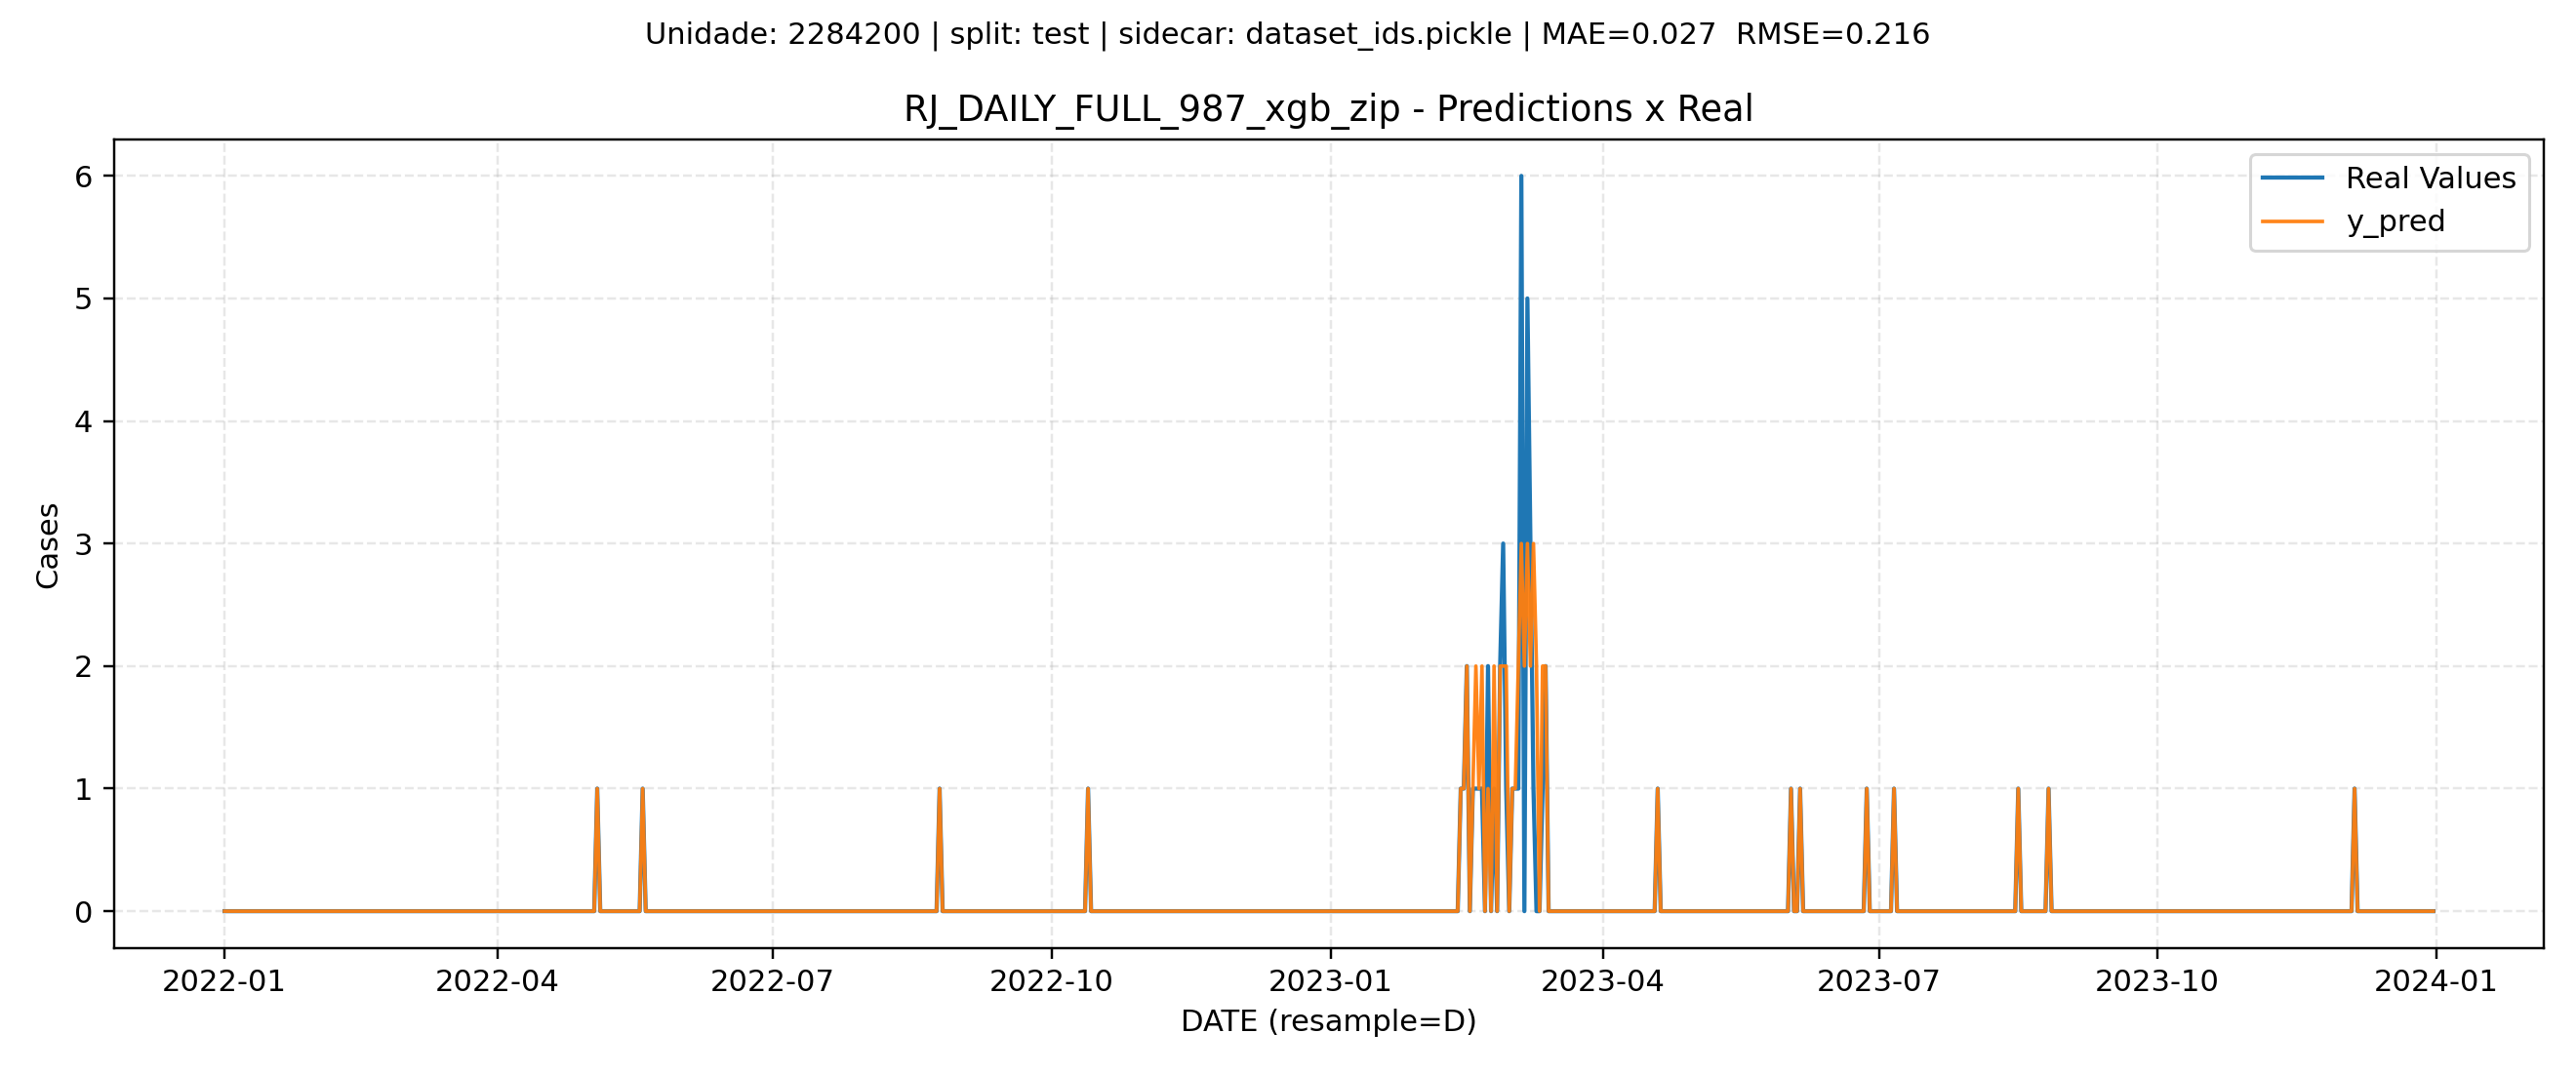 Unidade: 2284200 | split: test | sidecar: dataset_ids.pickle | MAE=0.027  RMSE=0.216
RJ_DAILY_FULL_987_xgb_zip - Predictions x Real
Real Values
y_pred
6
5
4
3
2
1
0
Cases
2022-01
2022-04
2022-07
2022-10
2023-01
2023-04
2023-07
2023-10
2024-01
DATE (resample=D)